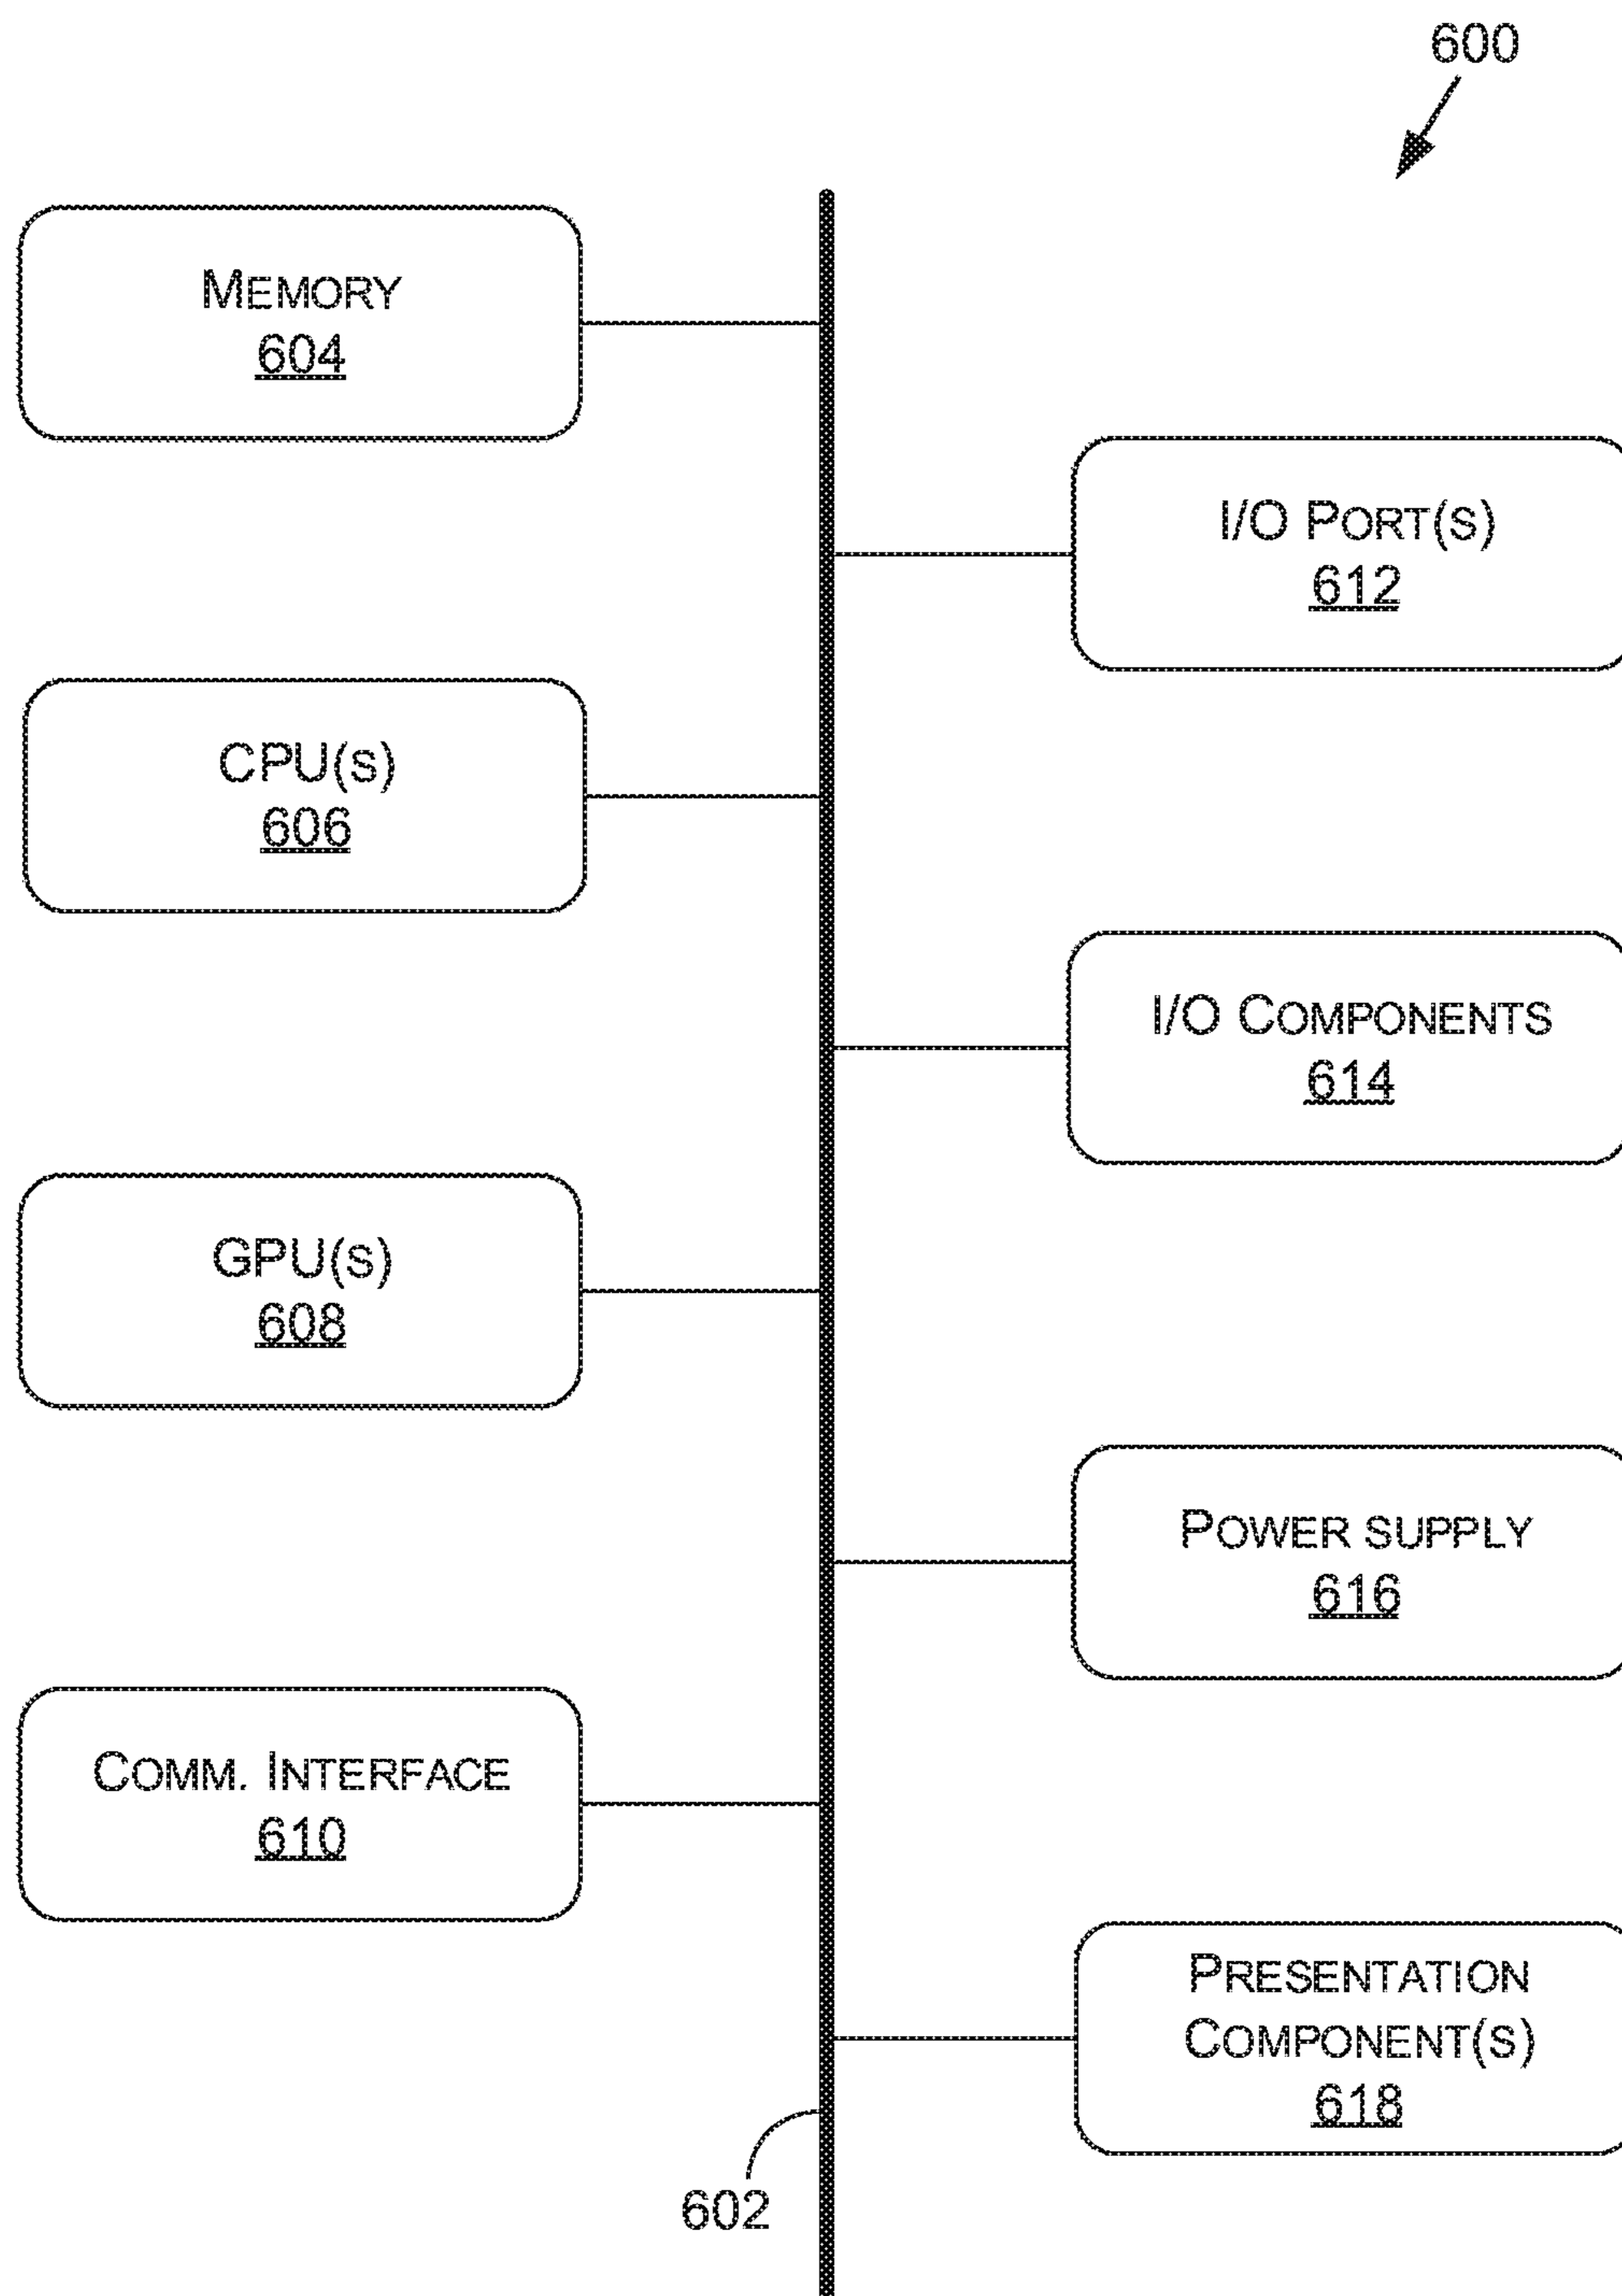 600
MEMORY
604
I/O PORT(S)
612
CPU(S)
606
I/O COMPONENTS
614
GPU(S)
608
POWER SUPPLY
616
COMM. INTERFACE
610
PRESENTATION
COMPONENT(S)
618
602